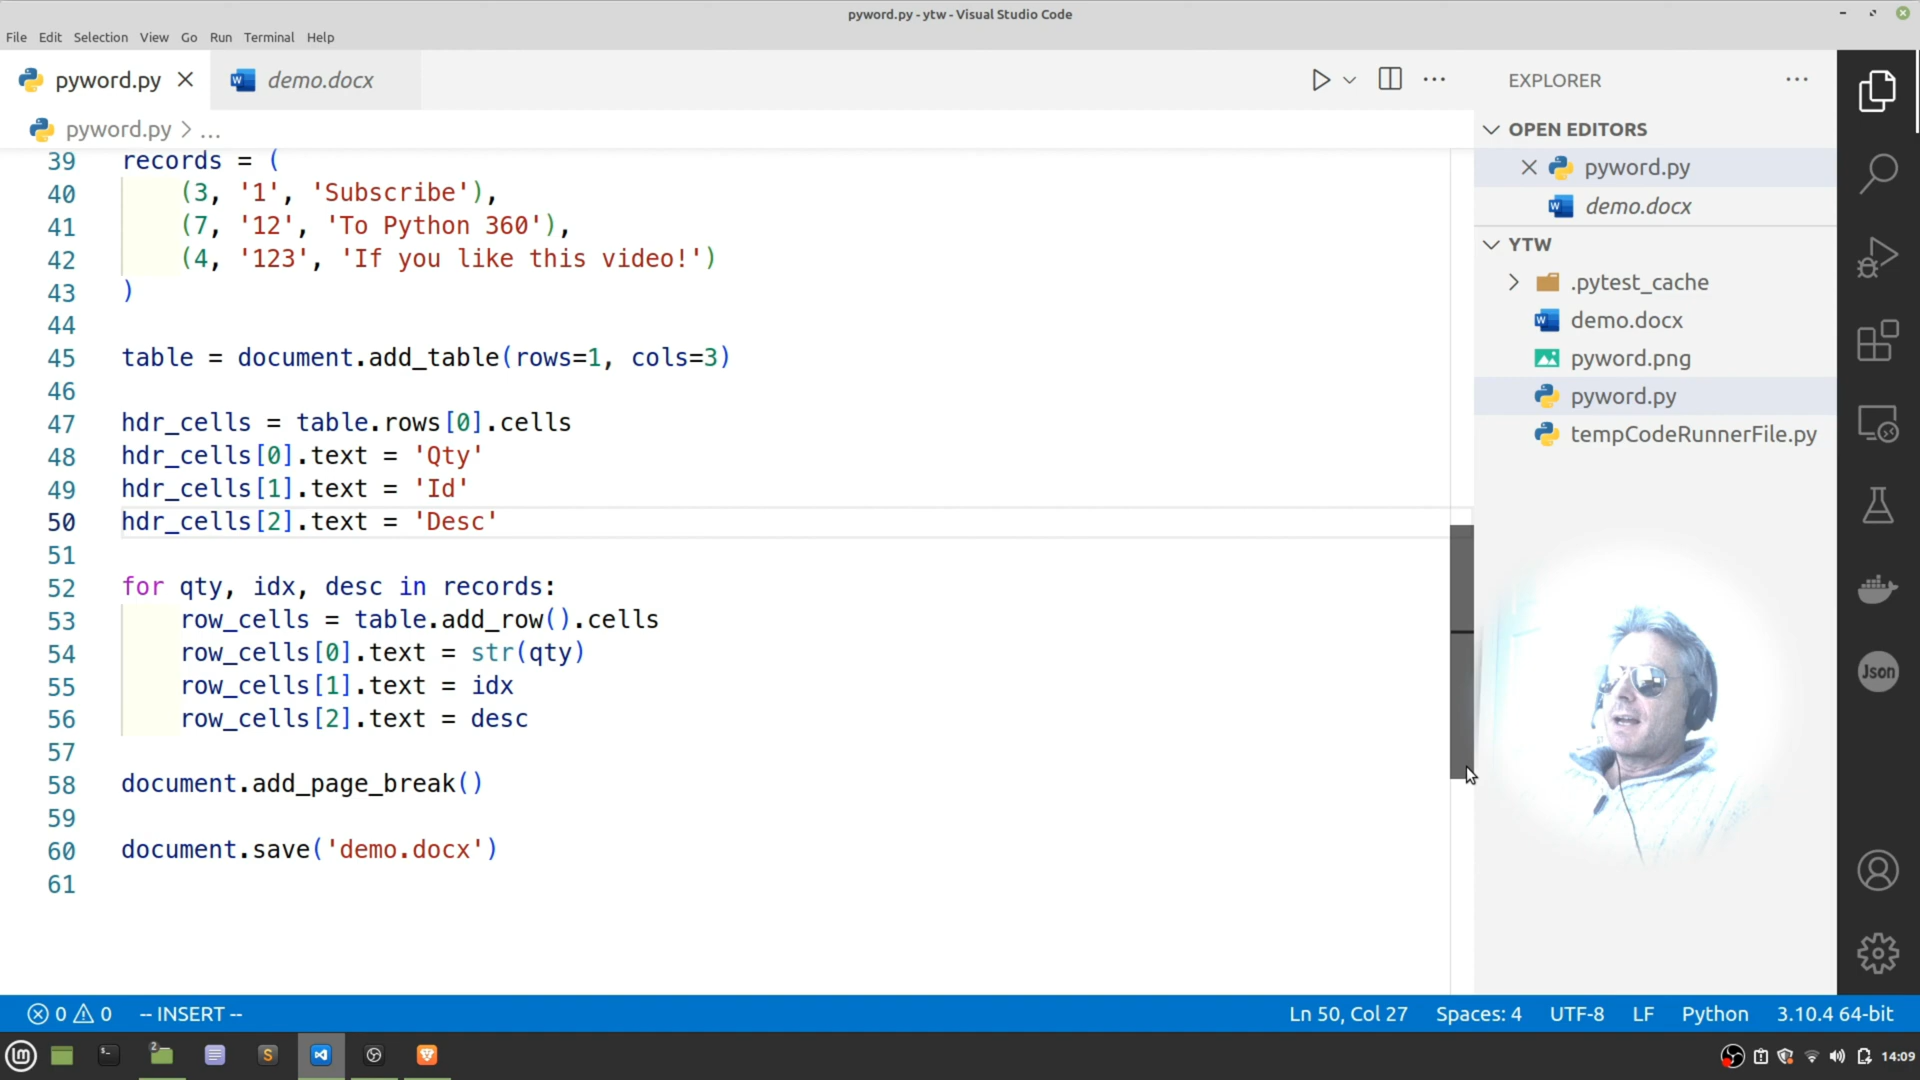 pyword.py - ytw - Visual Studio Code
File Edit Selection View Go Run Terminal Help
pyword.py demo.docx
pyword.py > ...
39 records = (
40 (3, '1', 'Subscribe'),
41 (7, '12', 'To Python 360'),
42 (4, '123', 'If you like this video!')
43 )
44
45 table = document.add_table(rows=1, cols=3)
46
47 hdr_cells = table.rows[0].cells
48 hdr_cells[0].text = 'Qty'
49 hdr_cells[1].text = 'Id'
50 hdr_cells[2].text = 'Desc'
51
52 for qty, idx, desc in records:
53 row_cells = table.add_row().cells
54 row_cells[0].text = str(qty)
55 row_cells[1].text = idx
56 row_cells[2].text = desc
57
58 document.add_page_break()
59
60 document.save('demo.docx')
61
EXPLORER
OPEN EDITORS
pyword.py
demo.docx
YTW
.pytest_cache
demo.docx
pyword.png
pyword.py
tempCodeRunnerFile.py
Json
0 0 -- INSERT -- Ln 50, Col 27 Spaces: 4 UTF-8 LF Python 3.10.4 64-bit
2 14:09